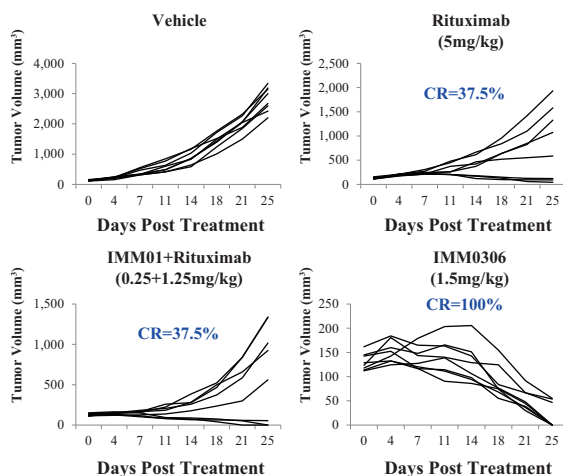 Vehicle
Tumor Volume (mm³)
4,000
3,000
2,000
1,000
0
0 4 7 11 14 18 21 25
Days Post Treatment
Rituximab
(5mg/kg)
CR=37.5%
Tumor Volume (mm³)
2,500
2,000
1,500
1,000
500
0
0 4 7 11 14 18 21 25
Days Post Treatment
IMM01+Rituximab
(0.25+1.25mg/kg)
CR=37.5%
Tumor Volume (mm³)
1,500
1,000
500
0
0 4 7 11 14 18 21 25
Days Post Treatment
IMM0306
(1.5mg/kg)
CR=100%
Tumor Volume (mm³)
250
200
150
100
50
0
0 4 7 11 14 18 21 25
Days Post Treatment